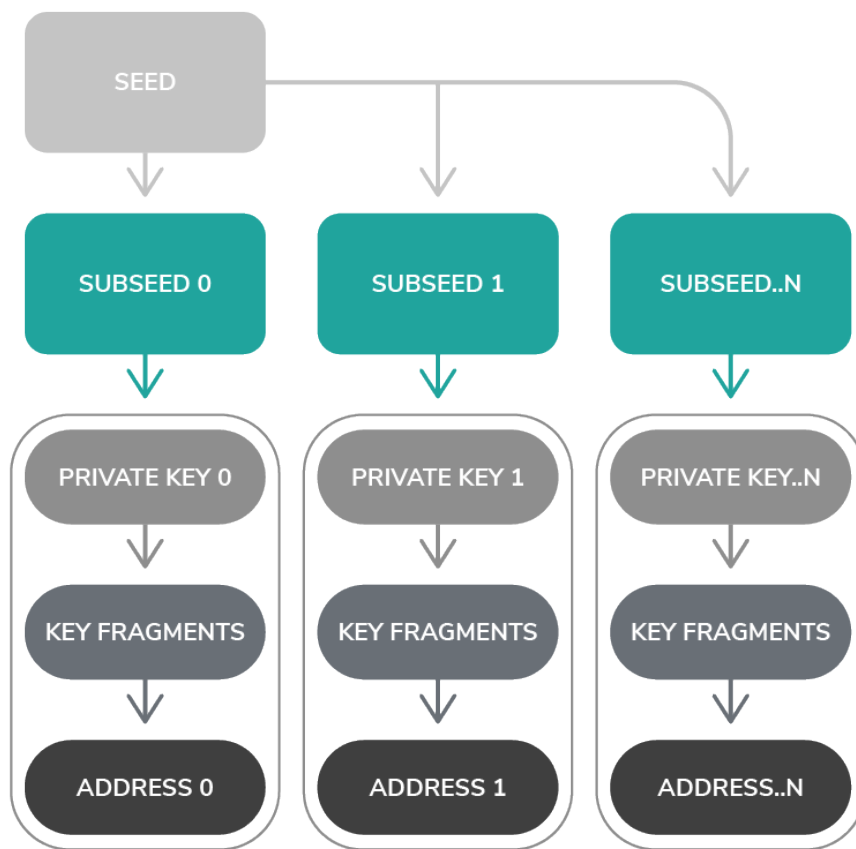 SEED
SUBSEED 0
SUBSEED 1
SUBSEED..N
PRIVATE KEY 0
PRIVATE KEY 1
PRIVATE KEY..N
KEY FRAGMENTS
KEY FRAGMENTS
KEY FRAGMENTS
ADDRESS 0
ADDRESS 1
ADDRESS..N